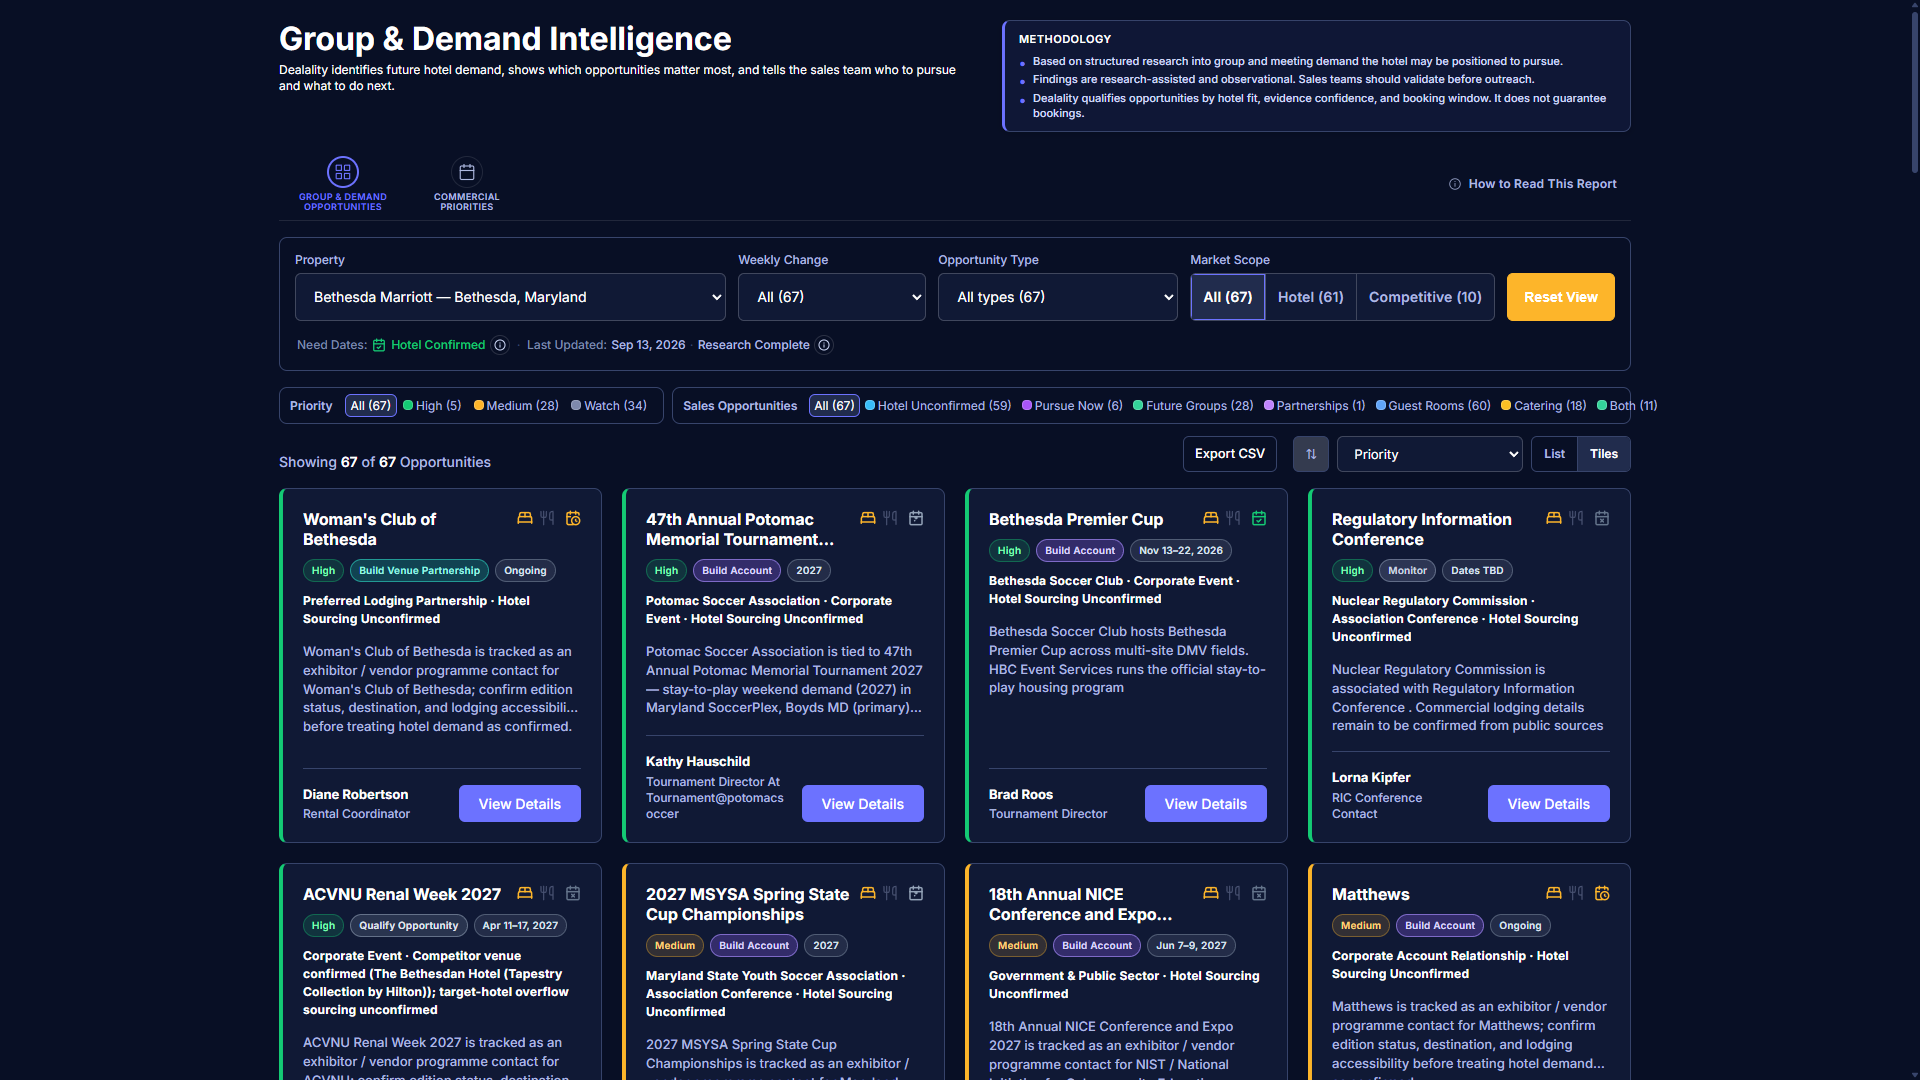 Group & Demand Intelligence
Dealality identifies future hotel demand, shows which opportunities matter most, and tells the sales team who to pursue
and what to do next.
METHODOLOGY
Based on structured research into group and meeting demand the hotel may be positioned to pursue.
Findings are research-assisted and observational. Sales teams should validate before outreach.
Dealality qualifies opportunities by hotel fit, evidence confidence, and booking window. It does not guarantee
bookings.
GROUP & DEMAND
OPPORTUNITIES
COMMERCIAL
PRIORITIES
How to Read This Report
Property
Weekly Change
Opportunity Type
Market Scope
Bethesda Marriott — Bethesda, Maryland
All (67)
All types (67)
All (67)
Hotel (61)
Competitive (10)
Reset View
Need Dates: Hotel Confirmed · Last Updated: Sep 13, 2026 · Research Complete
Priority
All (67)
High (5)
Medium (28)
Watch (34)
Sales Opportunities
All (67)
Hotel Unconfirmed (59)
Pursue Now (6)
Future Groups (28)
Partnerships (1)
Guest Rooms (60)
Catering (18)
Both (11)
Showing 67 of 67 Opportunities
Export CSV
Priority
List
Tiles
Woman's Club of
Bethesda
High
Build Venue Partnership
Ongoing
Preferred Lodging Partnership · Hotel
Sourcing Unconfirmed
Woman's Club of Bethesda is tracked as an
exhibitor / vendor programme contact for
Woman's Club of Bethesda; confirm edition
status, destination, and lodging accessibili...
before treating hotel demand as confirmed.
Diane Robertson
Rental Coordinator
View Details
47th Annual Potomac
Memorial Tournament...
High
Build Account
2027
Potomac Soccer Association · Corporate
Event · Hotel Sourcing Unconfirmed
Potomac Soccer Association is tied to 47th
Annual Potomac Memorial Tournament 2027
— stay-to-play weekend demand (2027) in
Maryland SoccerPlex, Boyds MD (primary)...
Kathy Hauschild
Tournament Director At
Tournament@potomacs
occer
View Details
Bethesda Premier Cup
High
Build Account
Nov 13–22, 2026
Bethesda Soccer Club · Corporate Event ·
Hotel Sourcing Unconfirmed
Bethesda Soccer Club hosts Bethesda
Premier Cup across multi-site DMV fields.
HBC Event Services runs the official stay-to-
play housing program
Brad Roos
Tournament Director
View Details
Regulatory Information
Conference
High
Monitor
Dates TBD
Nuclear Regulatory Commission ·
Association Conference · Hotel Sourcing
Unconfirmed
Nuclear Regulatory Commission is
associated with Regulatory Information
Conference . Commercial lodging details
remain to be confirmed from public sources
Lorna Kipfer
RIC Conference
Contact
View Details
ACVNU Renal Week 2027
High
Qualify Opportunity
Apr 11–17, 2027
Corporate Event · Competitor venue
confirmed (The Bethesdan Hotel (Tapestry
Collection by Hilton)); target-hotel overflow
sourcing unconfirmed
ACVNU Renal Week 2027 is tracked as an
exhibitor / vendor programme contact for
ACVNU; confirm edition status, destination,
2027 MSYSA Spring State
Cup Championships
Medium
Build Account
2027
Maryland State Youth Soccer Association ·
Association Conference · Hotel Sourcing
Unconfirmed
2027 MSYSA Spring State Cup
Championships is tracked as an exhibitor /
18th Annual NICE
Conference and Expo...
Medium
Build Account
Jun 7–9, 2027
Government & Public Sector · Hotel Sourcing
Unconfirmed
18th Annual NICE Conference and Expo
2027 is tracked as an exhibitor / vendor
programme contact for NIST / National
Matthews
Medium
Build Account
Ongoing
Corporate Account Relationship · Hotel
Sourcing Unconfirmed
Matthews is tracked as an exhibitor / vendor
programme contact for Matthews; confirm
edition status, destination, and lodging
accessibility before treating hotel demand...